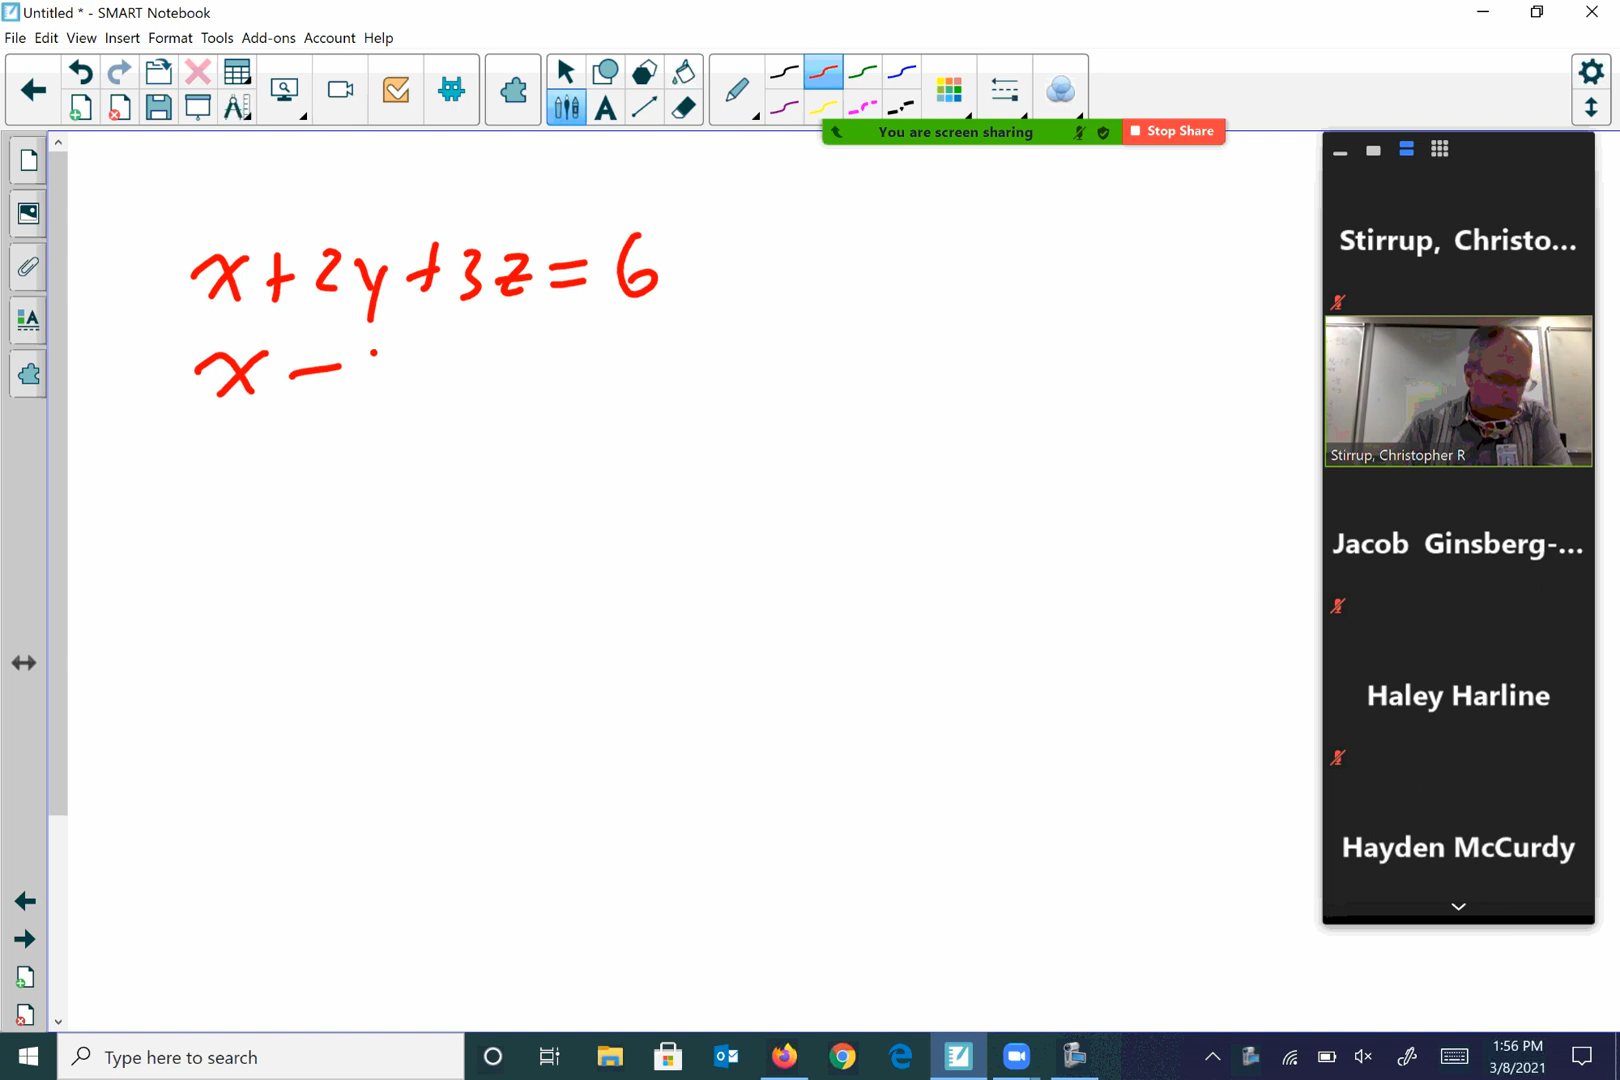 Untitled * - SMART Notebook
File Edit View Insert Format Tools Add-ons Account Help
You are screen sharing
Stop Share
x+2y+3z=6
x -
Stirrup, Christo...
Stirrup, Christopher R
Jacob Ginsberg-...
Haley Harline
Hayden McCurdy
Type here to search
1:56 PM
3/8/2021